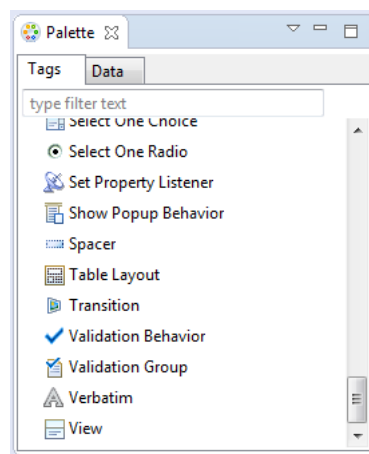 Palette
Tags Data
type filter text
Select One Choice
Select One Radio
Set Property Listener
Show Popup Behavior
Spacer
Table Layout
Transition
Validation Behavior
Validation Group
Verbatim
View